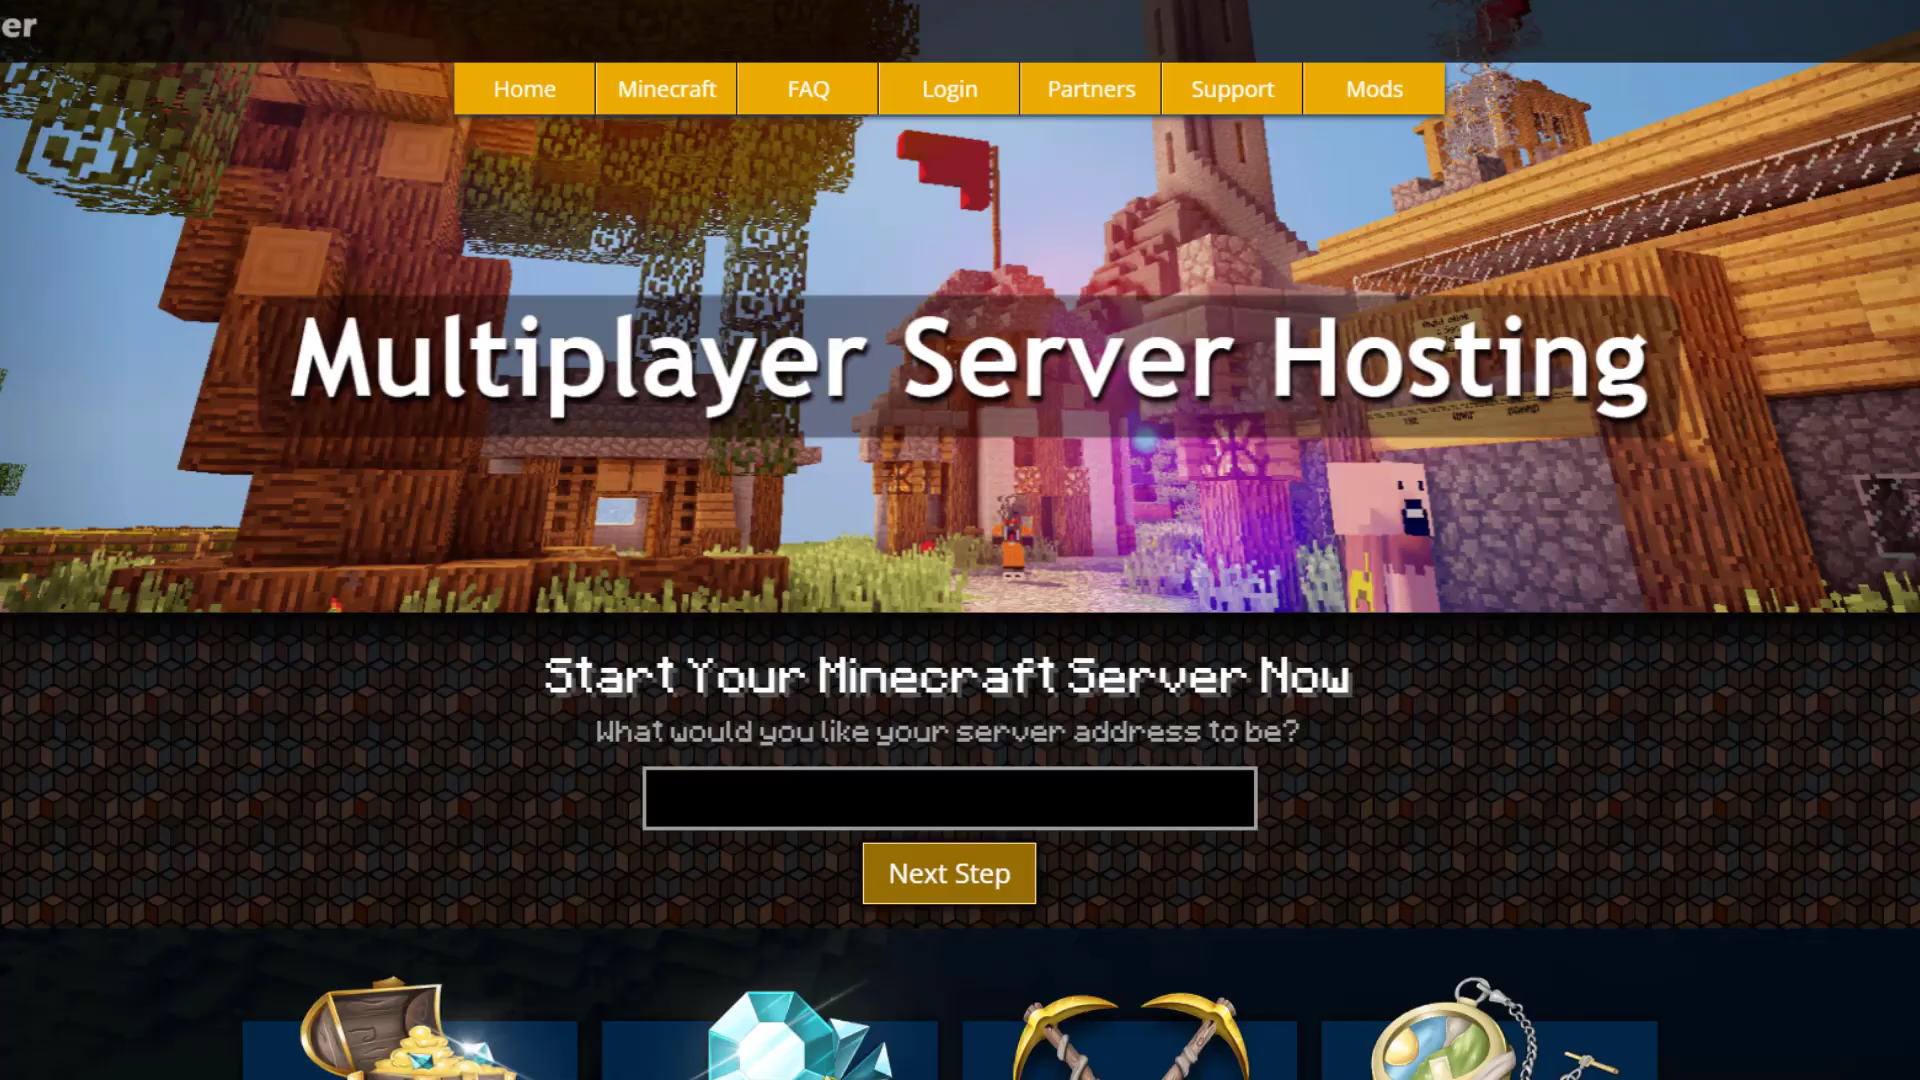 er
Home Minecraft FAQ Login Partners Support Mods
Multiplayer Server Hosting
Start Your Minecraft Server Now
What would you like your server address to be?
Next Step